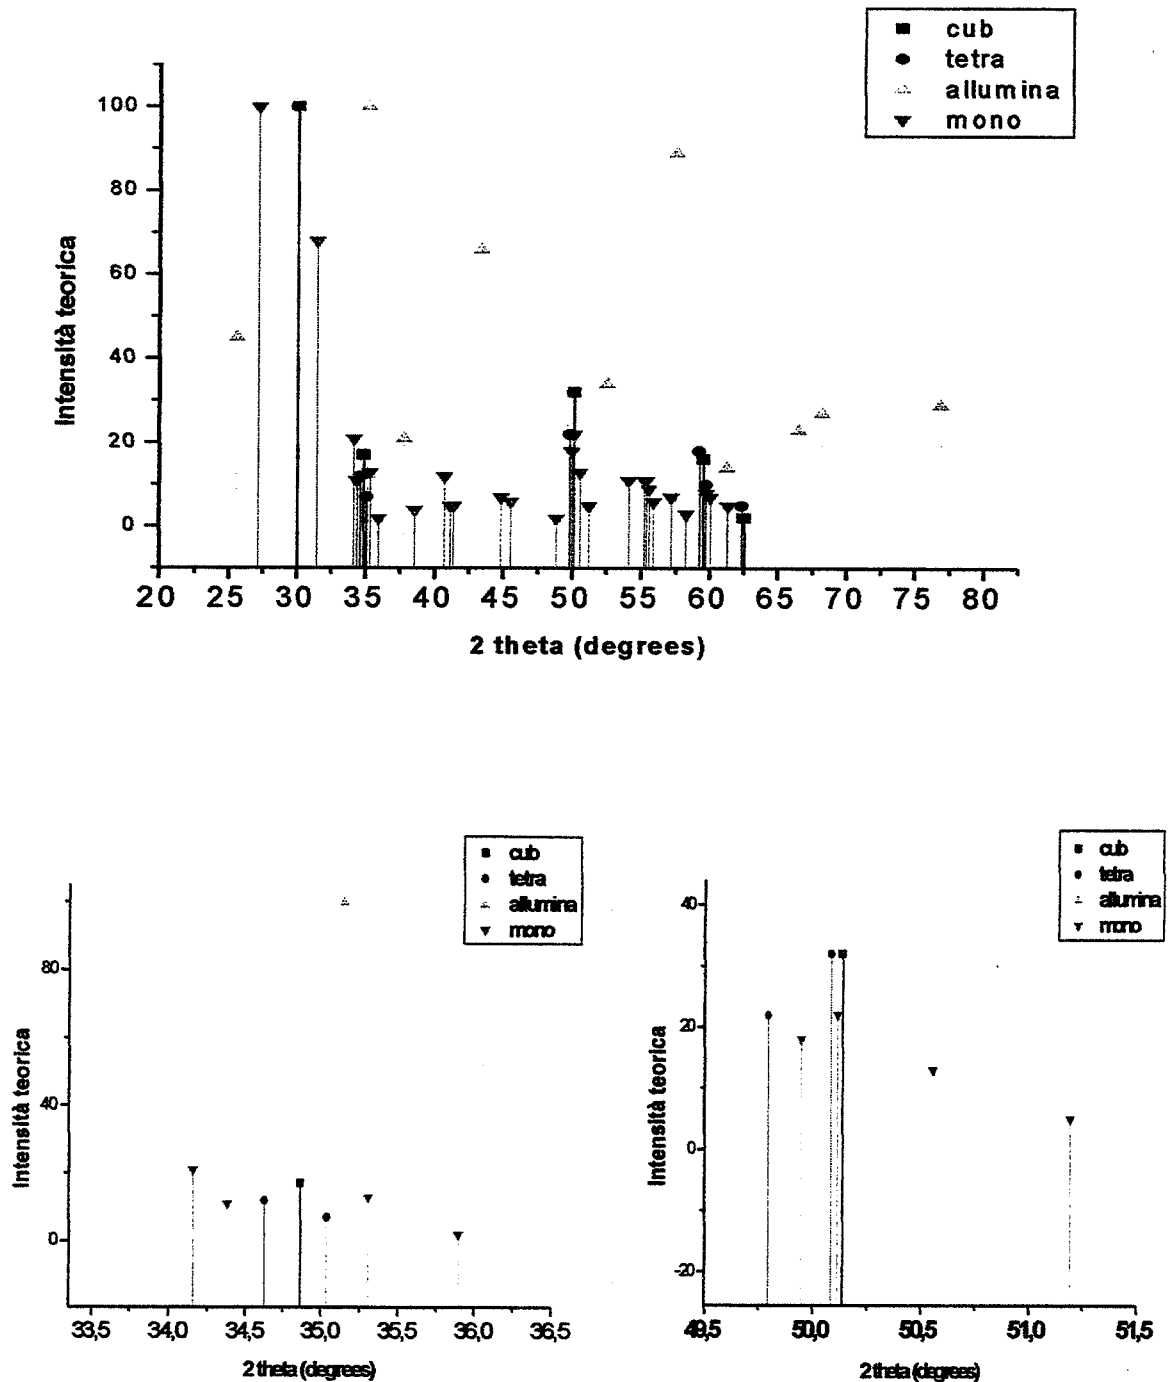 cub
tetra
allumina
mono
100
80
60
40
20
0
Intensità teorica
20 25 30 35 40 45 50 55 60 65 70 75 80
2 theta (degrees)
cub
tetra
allumina
mono
80
40
0
Intensità teorica
33,5 34,0 34,5 35,0 35,5 36,0 36,5
2 theta (degrees)
cub
tetra
allumina
mono
40
20
0
-20
Intensità teorica
49,5 50,0 50,5 51,0 51,5
2 theta (degrees)